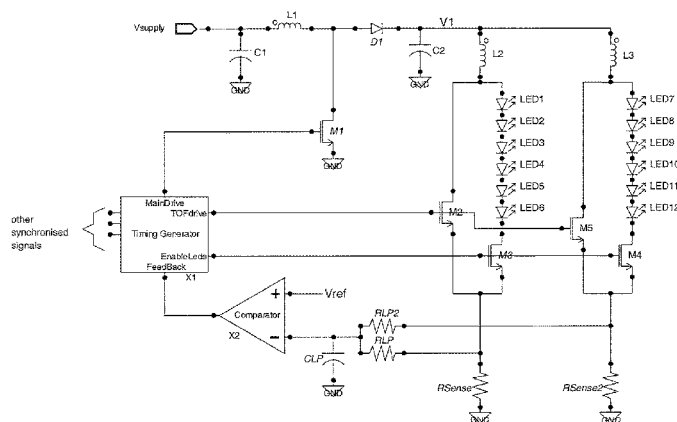 Vsupply
L1
C1
GND
D1
V1
C2
GND
L2
L3
M1
GND
LED1
LED2
LED3
LED4
LED5
LED6
LED7
LED8
LED9
LED10
LED11
LED12
other
synchronised
signals
MainDrive
TOFdrive
Timing Generator
EnableLeds
FeedBack
X1
M2
M5
M3
M4
Comparator
X2
Vref
RLP2
RLP
CLP
GND
RSense
GND
RSense2
GND